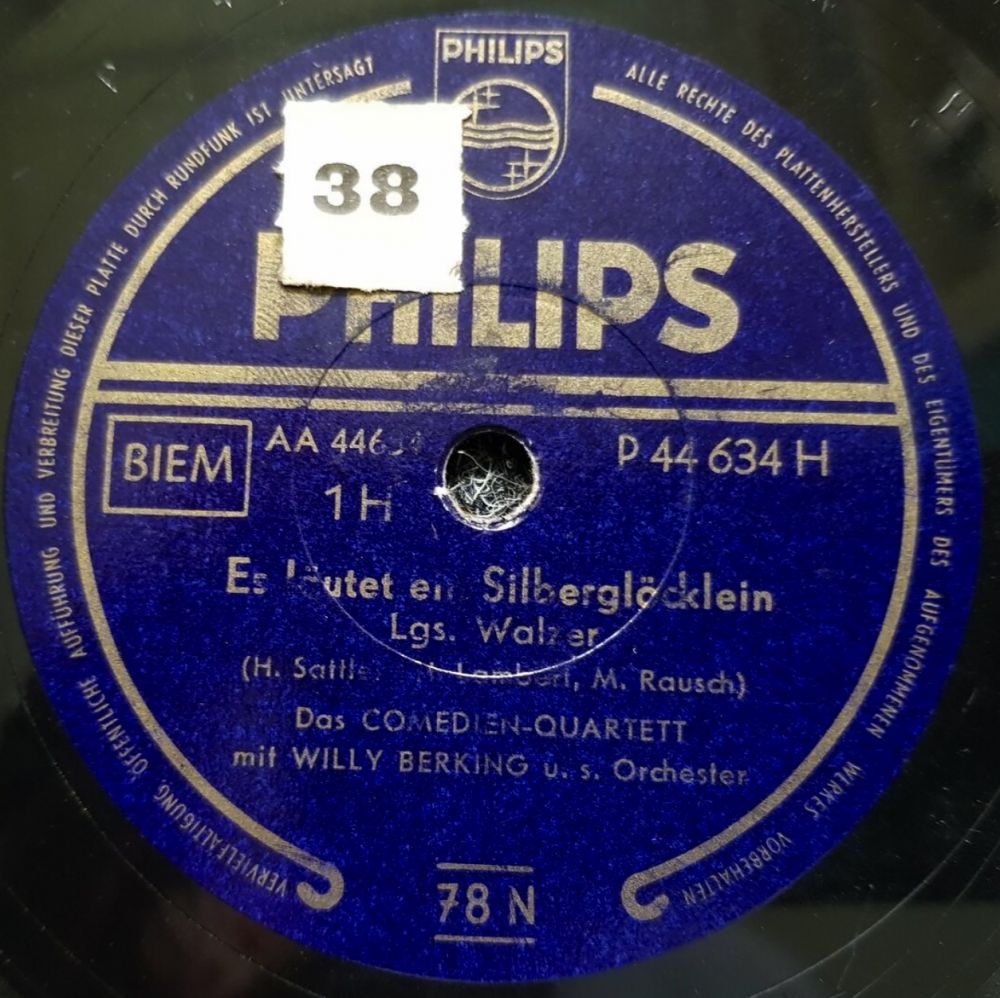 PHILIPS
ALLE RECHTE DES PLATTENHERSTELLERS UND DES EIGENTÜMERS DES AUFGENOMMENEN WERKES VORBEHALTEN
VERVIELFÄLTIGUNG, ÖFFENTLICHE AUFFÜHRUNG UND VERBREITUNG DIESER PLATTE DURCH RUNDFUNK IST UNTERSAGT
38
PHILIPS
BIEM
AA
P 44 634 H
1 H
Silberglöcklein
Lgs. Walzer
M. Rausch)
Das COMEDIEN-QUARTETT
mit WILLY BERKING u. s. Orchester
78 N